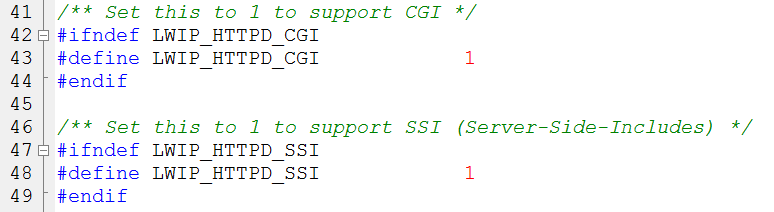 41 /** Set this to 1 to support CGI */
42 #ifndef LWIP_HTTPD_CGI
43 #define LWIP_HTTPD_CGI 1
44 #endif
45
46 /** Set this to 1 to support SSI (Server-Side-Includes) */
47 #ifndef LWIP_HTTPD_SSI
48 #define LWIP_HTTPD_SSI 1
49 #endif